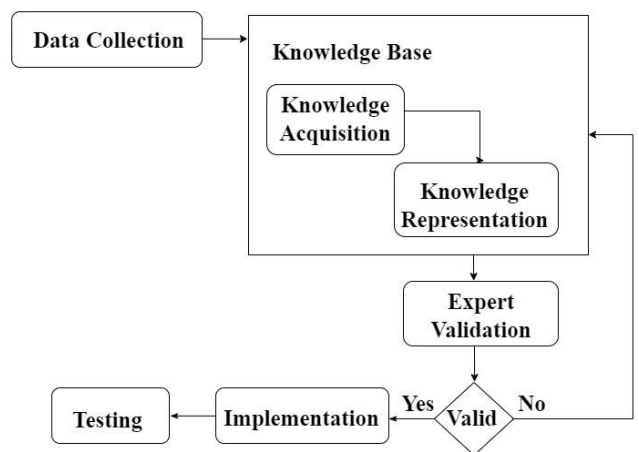 Data Collection
Knowledge Base
Knowledge
Acquisition
Knowledge
Representation
Expert
Validation
Valid
Yes
No
Implementation
Testing